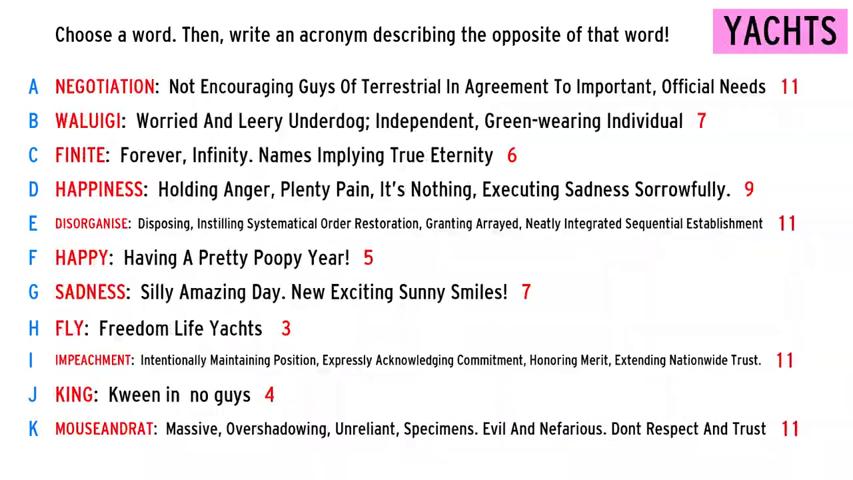 Choose a word. Then, write an acronym describing the opposite of that word!
YACHTS
A NEGOTIATION: Not Encouraging Guys Of Terrestrial In Agreement To Important, Official Needs 11
B WALUIGI: Worried And Leery Underdog; Independent, Green-wearing Individual 7
C FINITE: Forever, Infinity. Names Implying True Eternity 6
D HAPPINESS: Holding Anger, Plenty Pain, It's Nothing, Executing Sadness Sorrowfully. 9
E DISORGANISE: Disposing, Instilling Systematical Order Restoration, Granting Arrayed, Neatly Integrated Sequential Establishment 11
F HAPPY: Having A Pretty Poopy Year! 5
G SADNESS: Silly Amazing Day. New Exciting Sunny Smiles! 7
H FLY: Freedom Life Yachts 3
I IMPEACHMENT: Intentionally Maintaining Position, Expressly Acknowledging Commitment, Honoring Merit, Extending Nationwide Trust. 11
J KING: Kween in no guys 4
K MOUSEANDRAT: Massive, Overshadowing, Unreliant, Specimens. Evil And Nefarious. Dont Respect And Trust 11